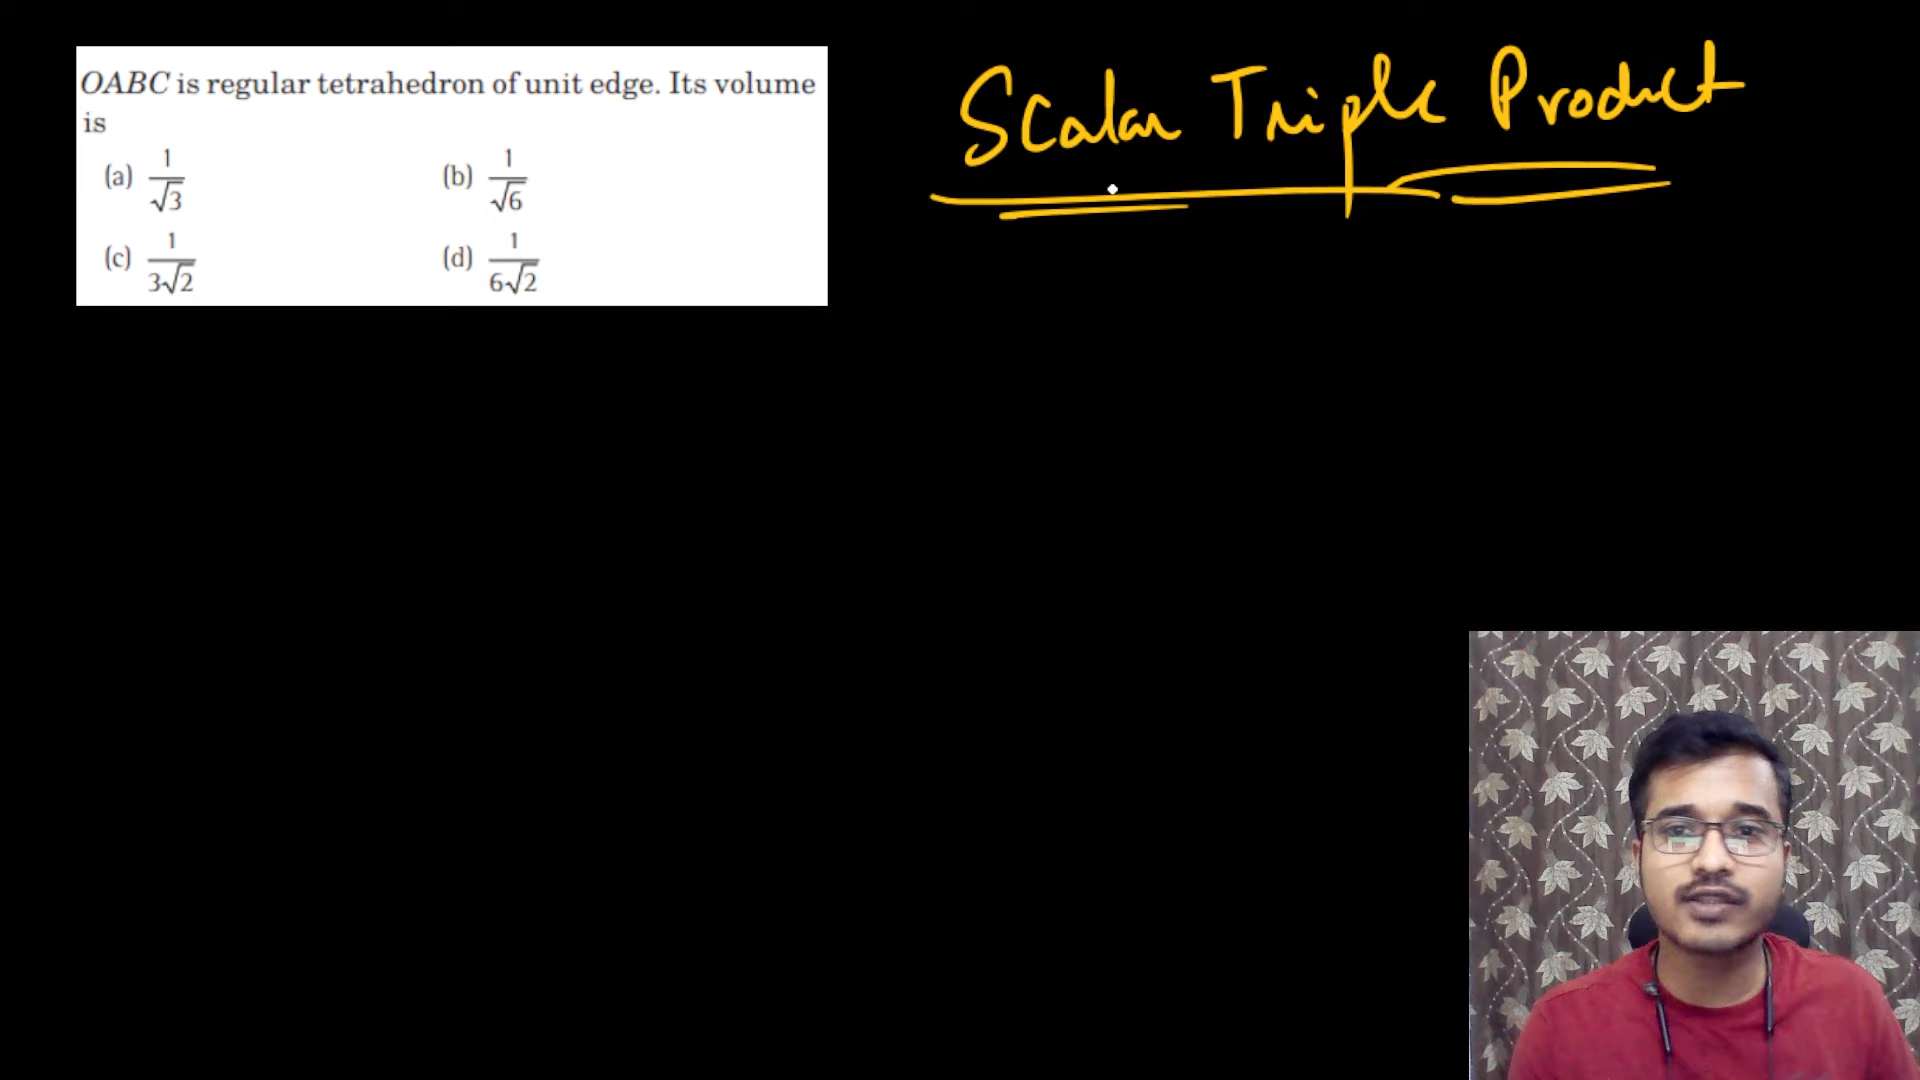 OABC is regular tetrahedron of unit edge. Its volume
is
(a) 1/√3 (b) 1/√6
(c) 1/3√2 (d) 1/6√2
Scalar Triple Product